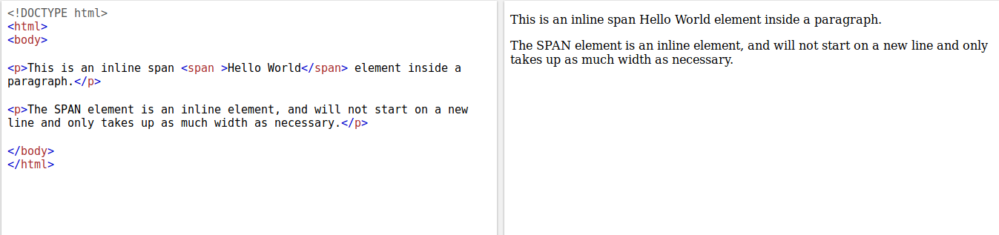 <!DOCTYPE html>
<html>
<body>
<p>This is an inline span <span >Hello World</span> element inside a
paragraph.</p>
<p>The SPAN element is an inline element, and will not start on a new
line and only takes up as much width as necessary.</p>
</body>
</html>
This is an inline span Hello World element inside a paragraph.
The SPAN element is an inline element, and will not start on a new line and only
takes up as much width as necessary.